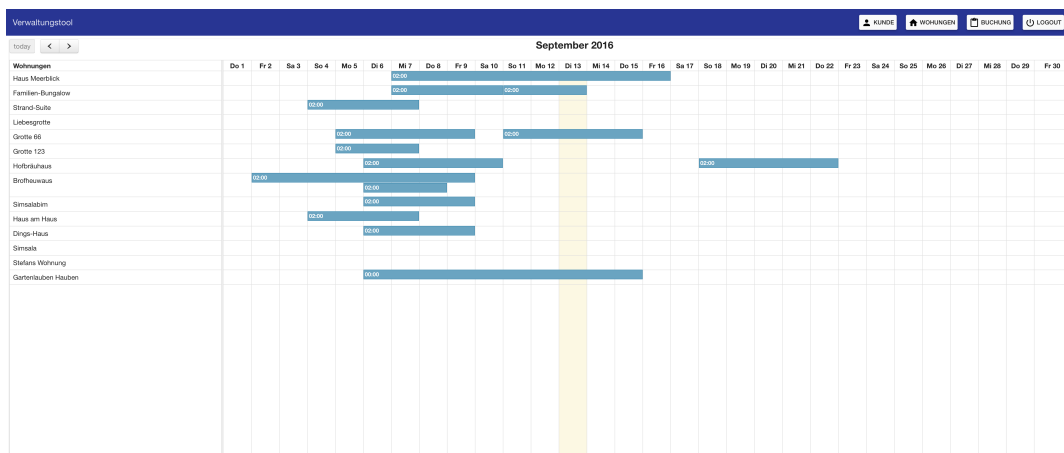 Verwaltungstool KUNDE WOHUNGEN BUCHUNG LOGOUT
today September 2016
Wohnungen Do 1 Fr 2 Sa 3 So 4 Mo 5 Di 6 Mi 7 Do 8 Fr 9 Sa 10 So 11 Mo 12 Di 13 Mi 14 Do 15 Fr 16 Sa 17 So 18 Mo 19 Di 20 Mi 21 Do 22 Fr 23 Sa 24 So 25 Mo 26 Di 27 Mi 28 Do 29 Fr 30
Haus Meerblick 02:00
Familien-Bungalow 02:00 02:00
Strand-Suite 02:00
Liebesgrotte
Grotte 66 02:00 02:00
Grotte 123 02:00
Hofbräuhaus 02:00 02:00
Brofheuwaus 02:00
02:00
Simsalabim 02:00
Haus am Haus 02:00
Dings-Haus 02:00
Simsala
Stefans Wohnung
Gartenlauben Hauben 00:00